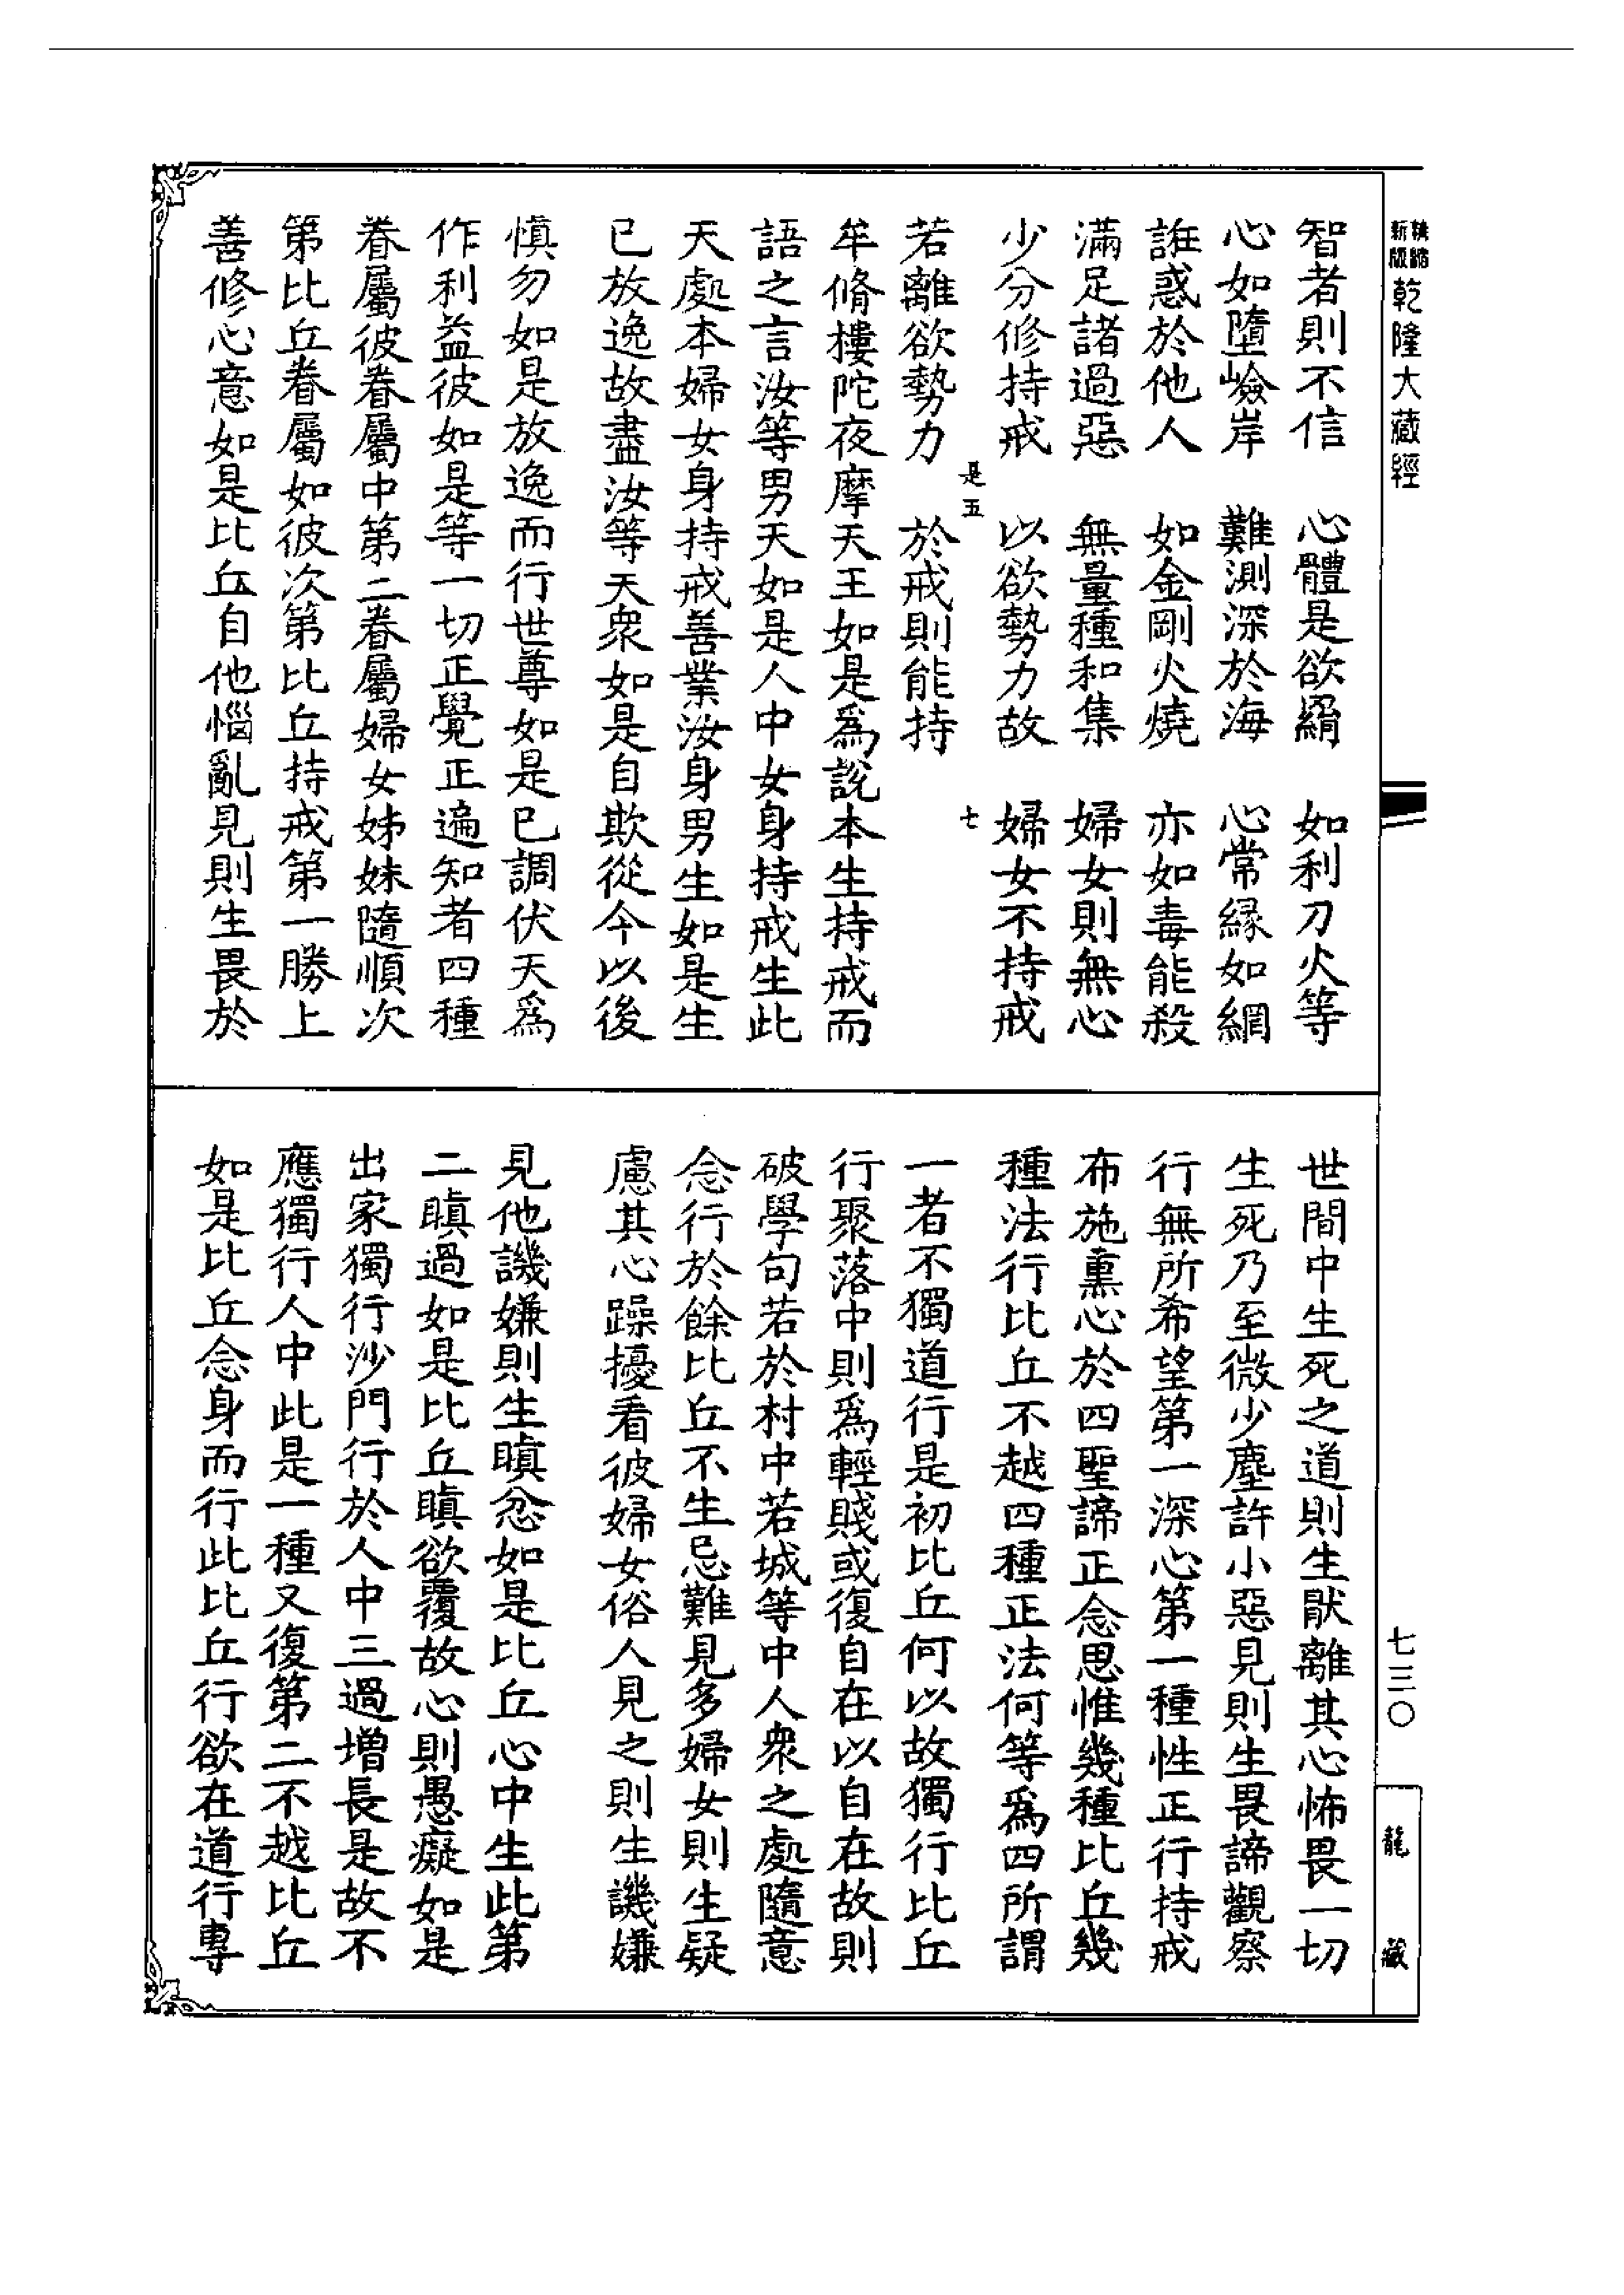 新版乾隆大藏經
智者則不信　心體是欲羂　如利刀火等
心如墮嶮岸　難測深於海　心常緣如網
誑惑於他人　如金剛火燒　亦如毒能殺
滿足諸過惡　無量種和集　婦女則無心
少分修持戒　以欲勢力故　婦女不持戒
是五　七
若離欲勢力　於戒則能持
牟脩樓陀夜摩天王如是為說本生持戒而
語之言汝等男天如是人中女身持戒生此
天處本婦女身持戒善業汝身男生如是生
已放逸故盡汝等天衆如是自欺從今以後
慎勿如是放逸而行世尊如是已調伏天為
作利益彼如是等一切正覺正遍知者四種
眷屬彼眷屬中第二眷屬婦女姊妹隨順次
第比丘眷屬如彼次第比丘持戒第一勝上
善修心意如是比丘自他惱亂見則生畏於
世間中生死之道則生厭離其心怖畏一切
生死乃至微少塵許小惡見則生畏諦觀察
行無所希望第一深心第一種性正行持戒
布施熏心於四聖諦正念思惟幾種比丘幾
種法行比丘不越四種正法何等為四所謂
一者不獨道行是初比丘何以故獨行比丘
行聚落中則為輕賤或復自在以自在故則
破學句若於村中若城等中人衆之處隨意
念行於餘比丘不生忌難見多婦女則生疑
慮其心躁擾看彼婦女俗人見之則生譏嫌
見他譏嫌則生瞋忿如是比丘心中生此第
二瞋過如是比丘瞋欲覆故心則愚癡如是
出家獨行沙門行於人中三過增長是故不
應獨行人中此是一種又復第二不越比丘
如是比丘念身而行此比丘行欲在道行專
七三〇
龍藏